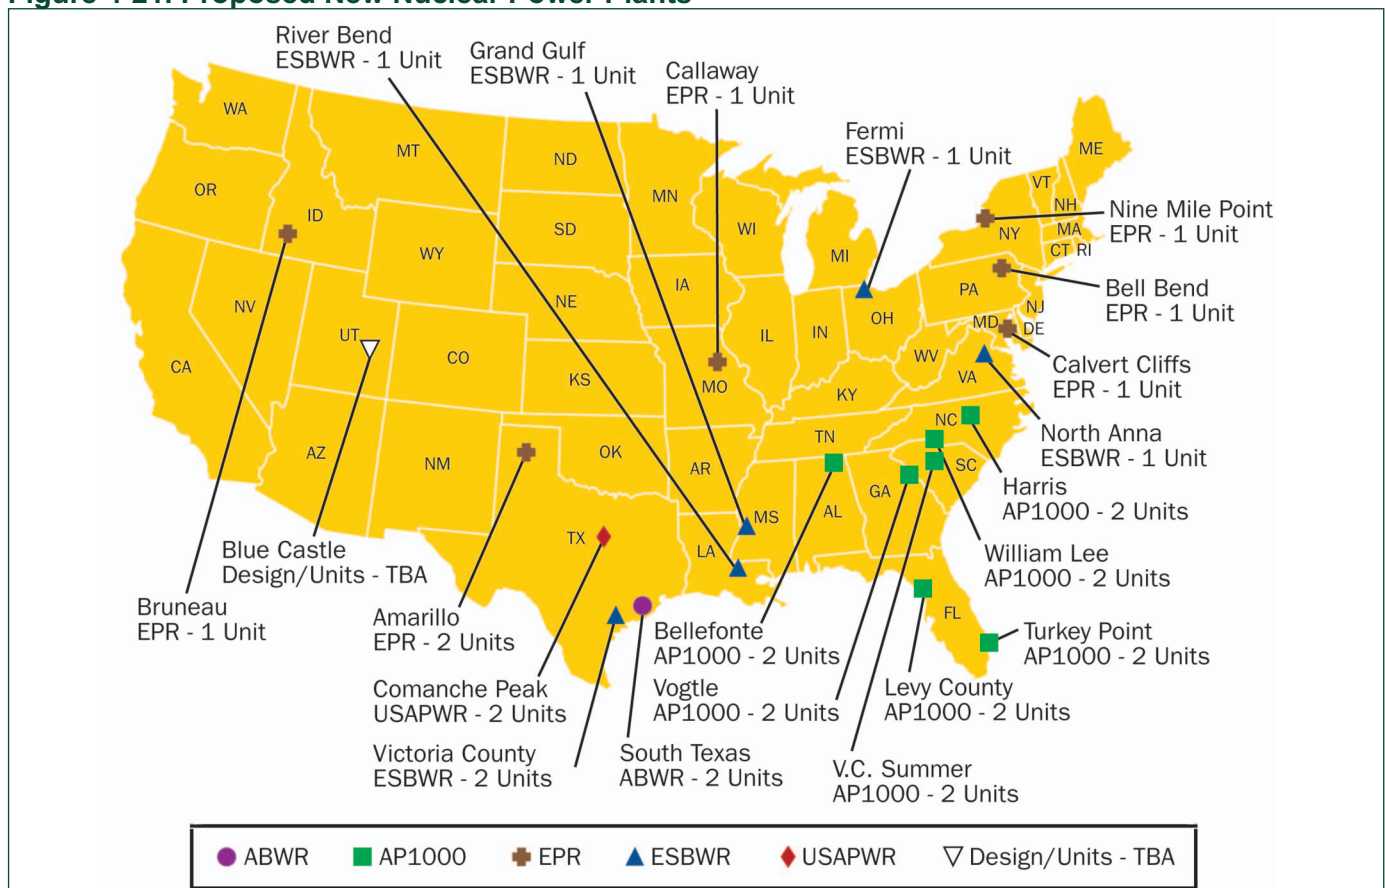 Figure 4-21. Proposed New Nuclear Power Plants
River Bend
ESBWR - 1 Unit
Grand Gulf
ESBWR - 1 Unit
Callaway
EPR - 1 Unit
Fermi
ESBWR - 1 Unit
Nine Mile Point
EPR - 1 Unit
Bell Bend
EPR - 1 Unit
Calvert Cliffs
EPR - 1 Unit
North Anna
ESBWR - 1 Unit
Harris
AP1000 - 2 Units
William Lee
AP1000 - 2 Units
Turkey Point
AP1000 - 2 Units
Levy County
AP1000 - 2 Units
V.C. Summer
AP1000 - 2 Units
Bellefonte
AP1000 - 2 Units
Vogtle
AP1000 - 2 Units
South Texas
ABWR - 2 Units
Victoria County
ESBWR - 2 Units
Comanche Peak
USAPWR - 2 Units
Amarillo
EPR - 2 Units
Blue Castle
Design/Units - TBA
Bruneau
EPR - 1 Unit
WA
OR
CA
ID
NV
MT
WY
UT
AZ
CO
NM
ND
SD
NE
KS
OK
TX
MN
IA
MO
AR
LA
WI
IL
MI
IN
OH
KY
TN
MS
AL
GA
FL
SC
NC
VA
WV
PA
NY
MD
DE
NJ
CT
RI
MA
NH
VT
ME
ABWR
AP1000
EPR
ESBWR
USAPWR
Design/Units - TBA